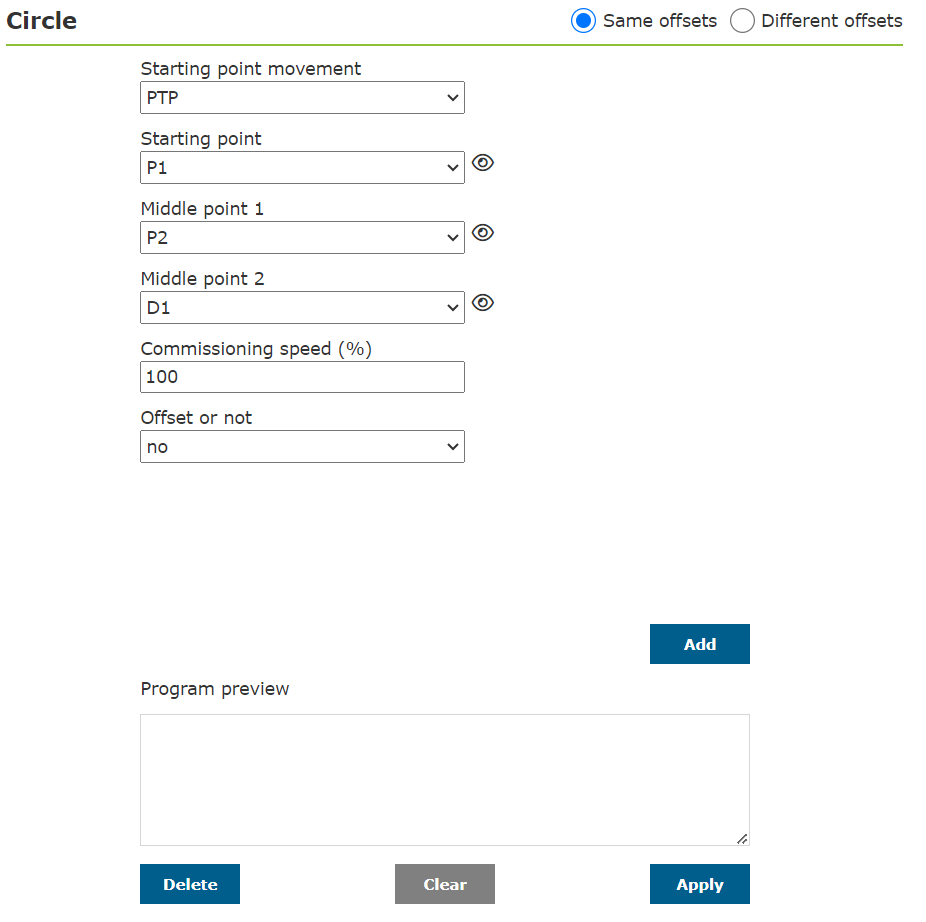 Circle Same offsets Different offsets
Starting point movement
PTP
Starting point
P1
Middle point 1
P2
Middle point 2
D1
Commissioning speed (%)
100
Offset or not
no
Add
Program preview
Delete Clear Apply